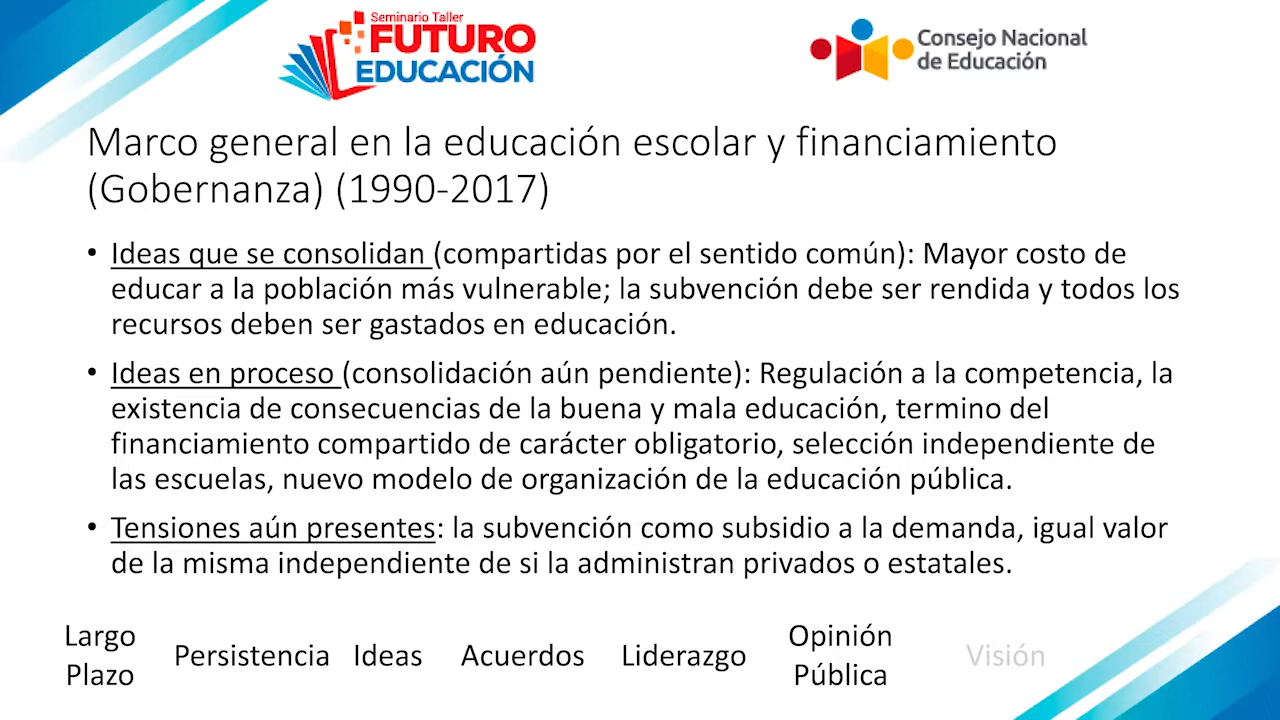 Seminario Taller
FUTURO
EDUCACIÓN
Consejo Nacional
de Educación
Marco general en la educación escolar y financiamiento
(Gobernanza) (1990-2017)
• Ideas que se consolidan (compartidas por el sentido común): Mayor costo de
educar a la población más vulnerable; la subvención debe ser rendida y todos los
recursos deben ser gastados en educación.
• Ideas en proceso (consolidación aún pendiente): Regulación a la competencia, la
existencia de consecuencias de la buena y mala educación, termino del
financiamiento compartido de carácter obligatorio, selección independiente de
las escuelas, nuevo modelo de organización de la educación pública.
• Tensiones aún presentes: la subvención como subsidio a la demanda, igual valor
de la misma independiente de si la administran privados o estatales.
Largo
Plazo
Persistencia
Ideas
Acuerdos
Liderazgo
Opinión
Pública
Visión